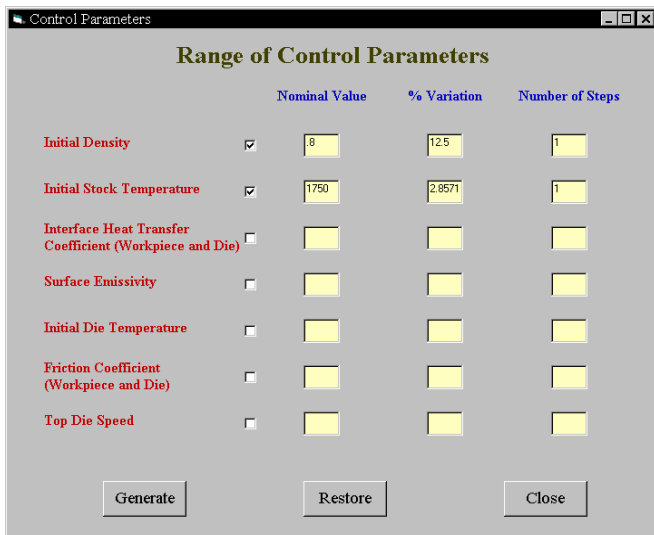 Control Parameters
Range of Control Parameters
Nominal Value % Variation Number of Steps
Initial Density .8 12.5 1
Initial Stock Temperature 1750 2.8571 1
Interface Heat Transfer
Coefficient (Workpiece and Die)
Surface Emissivity
Initial Die Temperature
Friction Coefficient
(Workpiece and Die)
Top Die Speed
Generate Restore Close